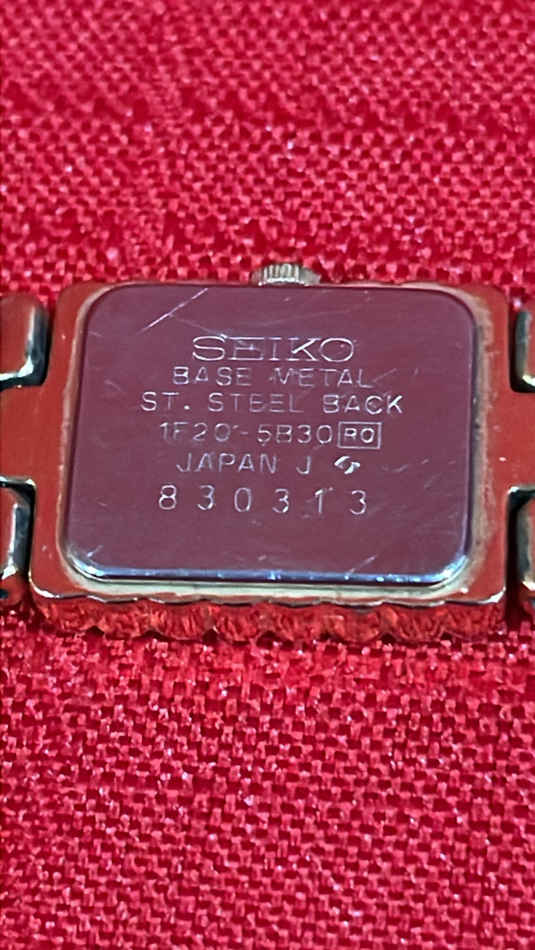 SEIKO
BASE METAL
ST. STEEL BACK
1F20-5B30 RO
JAPAN J
830313